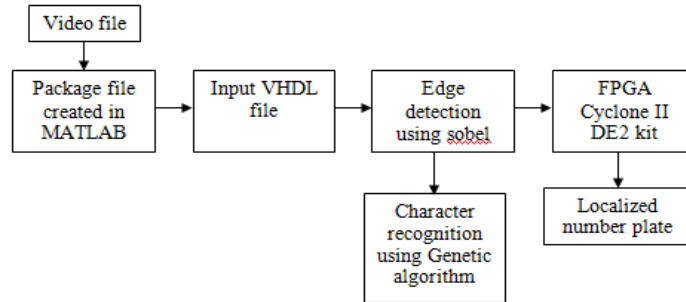 Video file
Package file
created in
MATLAB
Input VHDL
file
Edge
detection
using sobel
FPGA
Cyclone II
DE2 kit
Character
recognition
using Genetic
algorithm
Localized
number plate